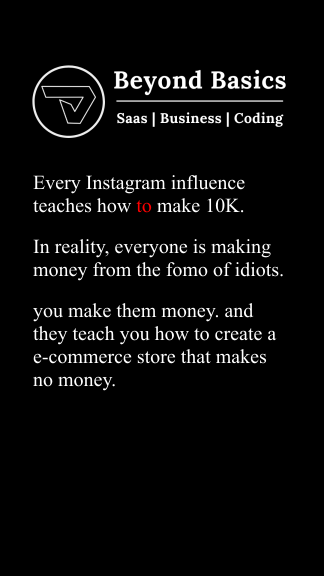 Beyond Basics
Saas | Business | Coding
Every Instagram influence
teaches how to make 10K.
In reality, everyone is making
money from the fomo of idiots.
you make them money. and
they teach you how to create a
e-commerce store that makes
no money.